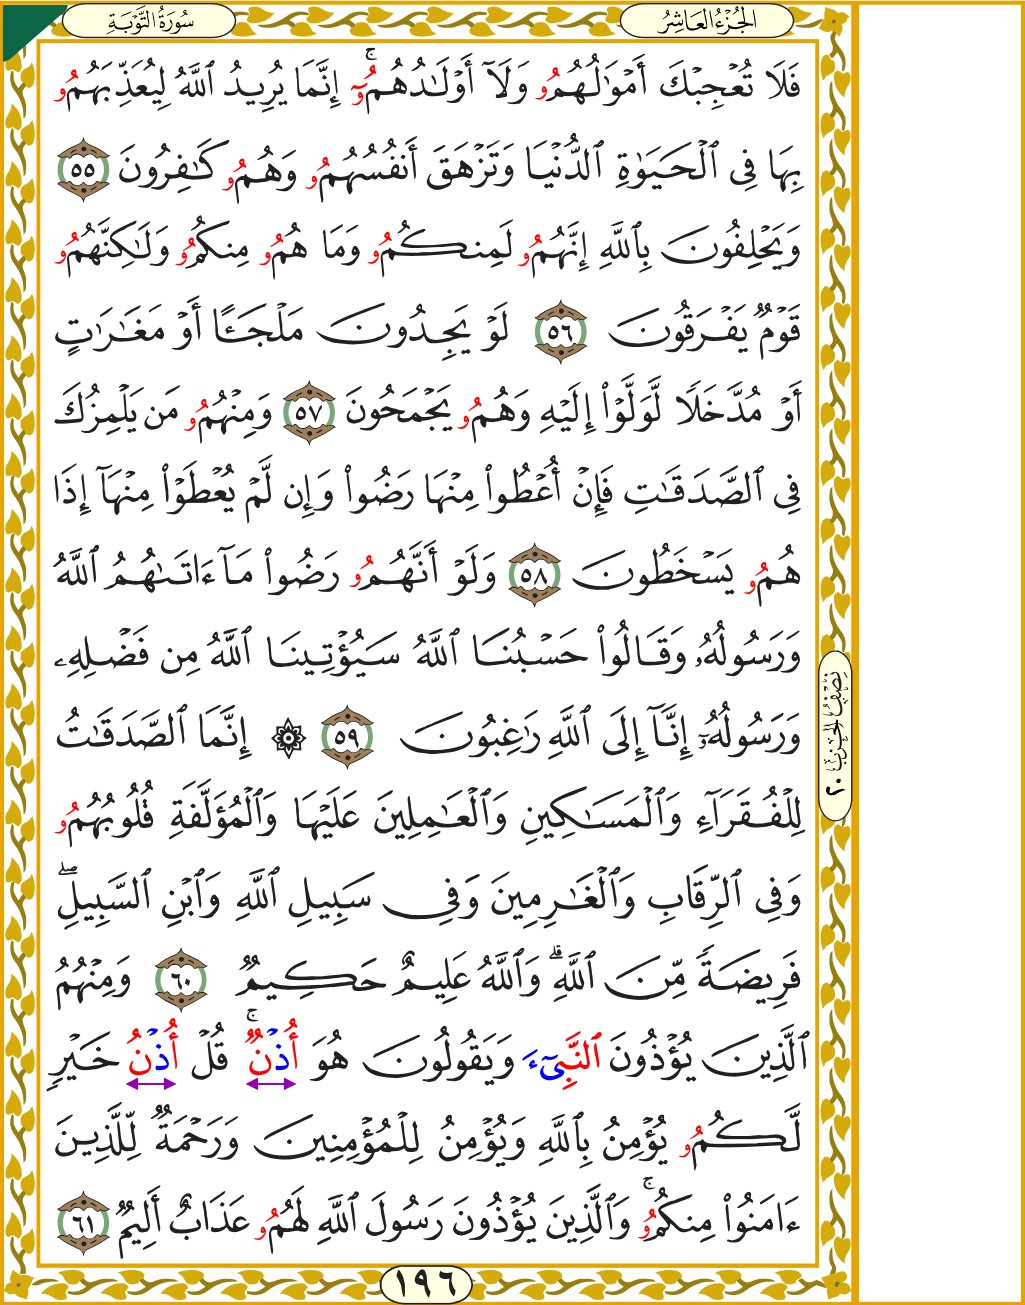 سُورَةُ التَّوْبَةِ
الجُزْءُ العَاشِرُ
فَلَا تُعْجِبْكَ أَمْوَٰلُهُمُۥ وَلَآ أَوْلَٰدُهُمُۥٓۚ إِنَّمَا يُرِيدُ ٱللَّهُ لِيُعَذِّبَهُمُۥ
بِهَا فِي ٱلْحَيَوٰةِ ٱلدُّنْيَا وَتَزْهَقَ أَنفُسُهُمُۥ وَهُمُۥ كَٰفِرُونَ ٥٥
وَيَحْلِفُونَ بِٱللَّهِ إِنَّهُمُۥ لَمِنكُمُۥ وَمَا هُمُۥ مِنكُمُۥ وَلَٰكِنَّهُمُۥ
قَوْمٌ يَفْرَقُونَ ٥٦ لَوْ يَجِدُونَ مَلْجَـًٔا أَوْ مَغَٰرَٰتٍ
أَوْ مُدَّخَلًا لَّوَلَّوْاْ إِلَيْهِ وَهُمُۥ يَجْمَحُونَ ٥٧ وَمِنْهُمُۥ مَن يَلْمِزُكَ
فِي ٱلصَّدَقَٰتِ فَإِنْ أُعْطُواْ مِنْهَا رَضُواْ وَإِن لَّمْ يُعْطَوْاْ مِنْهَآ إِذَا
هُمُۥ يَسْخَطُونَ ٥٨ وَلَوْ أَنَّهُمُۥ رَضُواْ مَآ ءَاتَىٰهُمُ ٱللَّهُ
وَرَسُولُهُۥ وَقَالُواْ حَسْبُنَا ٱللَّهُ سَيُؤْتِينَا ٱللَّهُ مِن فَضْلِهِۦ
وَرَسُولُهُۥٓ إِنَّآ إِلَى ٱللَّهِ رَٰغِبُونَ ٥٩ ۞ إِنَّمَا ٱلصَّدَقَٰتُ
لِلْفُقَرَآءِ وَٱلْمَسَٰكِينِ وَٱلْعَٰمِلِينَ عَلَيْهَا وَٱلْمُؤَلَّفَةِ قُلُوبُهُمُۥ
وَفِي ٱلرِّقَابِ وَٱلْغَٰرِمِينَ وَفِي سَبِيلِ ٱللَّهِ وَٱبْنِ ٱلسَّبِيلِۖ
فَرِيضَةً مِّنَ ٱللَّهِۗ وَٱللَّهُ عَلِيمٌ حَكِيمٌ ٦٠ وَمِنْهُمُ
ٱلَّذِينَ يُؤْذُونَ ٱلنَّبِيٓءَ وَيَقُولُونَ هُوَ أُذْنٌۚ قُلْ أُذْنُ خَيْرٍ
لَّكُمُۥ يُؤْمِنُ بِٱللَّهِ وَيُؤْمِنُ لِلْمُؤْمِنِينَ وَرَحْمَةٌ لِّلَّذِينَ
ءَامَنُواْ مِنكُمُۥۚ وَٱلَّذِينَ يُؤْذُونَ رَسُولَ ٱللَّهِ لَهُمُۥ عَذَابٌ أَلِيمٌ ٦١
نِصْفُ الحِزْبِ ٢٠
١٩٦